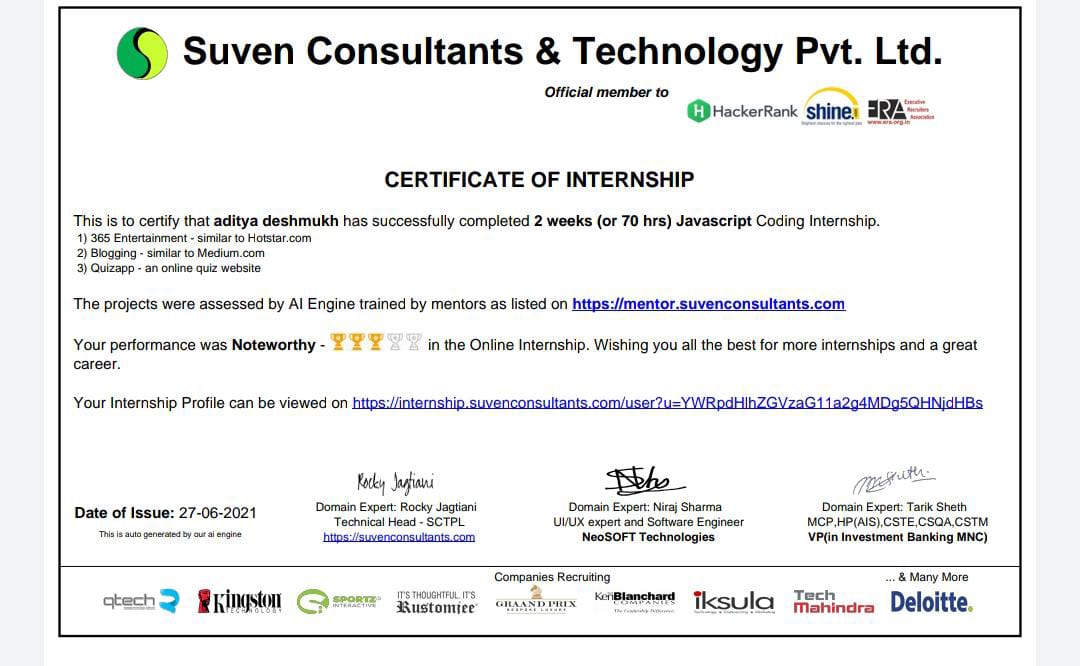 Suven Consultants & Technology Pvt. Ltd.
Official member to
H HackerRank shine ERA Executive Recruiters Association
www.era.org.in
CERTIFICATE OF INTERNSHIP
This is to certify that aditya deshmukh has successfully completed 2 weeks (or 70 hrs) Javascript Coding Internship.
1) 365 Entertainment - similar to Hotstar.com
2) Blogging - similar to Medium.com
3) Quizapp - an online quiz website
The projects were assessed by AI Engine trained by mentors as listed on https://mentor.suvenconsultants.com
Your performance was Noteworthy - in the Online Internship. Wishing you all the best for more internships and a great
career.
Your Internship Profile can be viewed on https://internship.suvenconsultants.com/user?u=YWRpdHlhZGVzaG11a2g4MDg5QHNjdHBs
Rocky Jagtiani
Date of Issue: 27-06-2021
This is auto generated by our ai engine
Domain Expert: Rocky Jagtiani
Technical Head - SCTPL
https://suvenconsultants.com
Domain Expert: Niraj Sharma
UI/UX expert and Software Engineer
NeoSOFT Technologies
Domain Expert: Tarik Sheth
MCP,HP(AIS),CSTE,CSQA,CSTM
VP(in Investment Banking MNC)
Companies Recruiting
... & Many More
qtech
Kingston
TECHNOLOGY
SPORTZ
INTERACTIVE
IT'S THOUGHTFUL. IT'S
Rustomjee
GRAAND PRIX
BESPOKE LUXURY
Ken Blanchard
COMPANIES
The Leadership Difference
iksula
Tech
Mahindra
Deloitte.